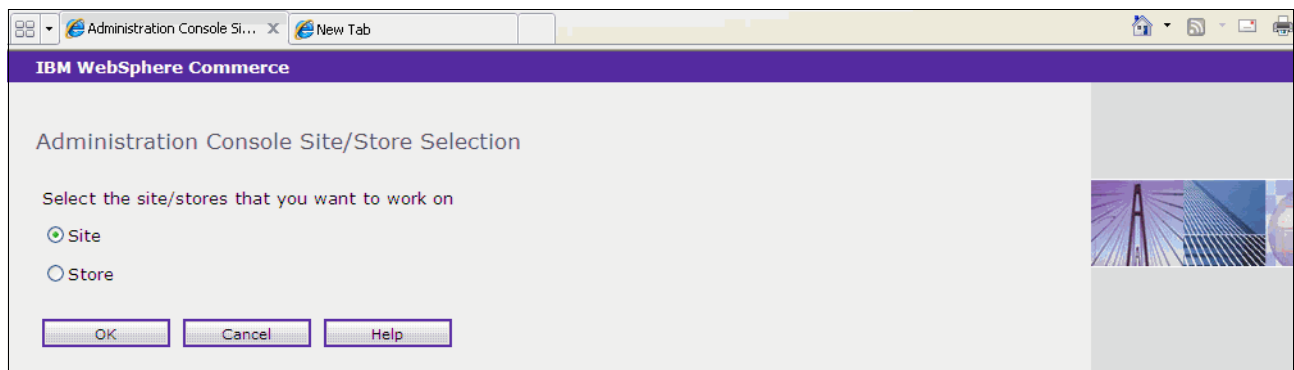 Administration Console Si... X New Tab
IBM WebSphere Commerce
Administration Console Site/Store Selection
Select the site/stores that you want to work on
Site
Store
OK Cancel Help